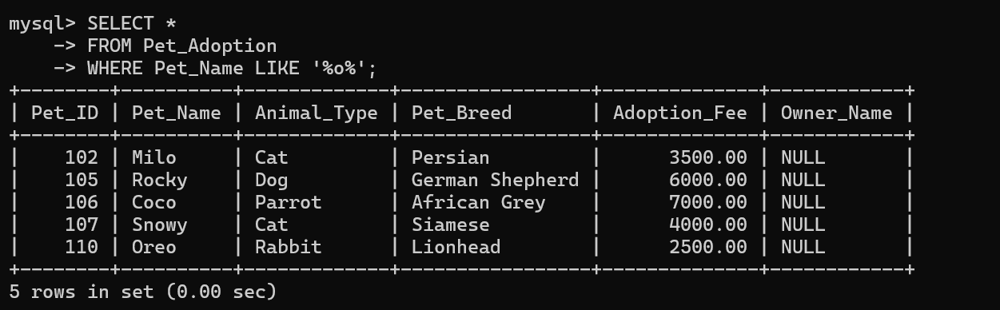 mysql> SELECT *
    -> FROM Pet_Adoption
    -> WHERE Pet_Name LIKE '%o%';
+--------+----------+-------------+-----------------+--------------+------------+
| Pet_ID | Pet_Name | Animal_Type | Pet_Breed       | Adoption_Fee | Owner_Name |
+--------+----------+-------------+-----------------+--------------+------------+
|    102 | Milo     | Cat         | Persian         |      3500.00 | NULL       |
|    105 | Rocky    | Dog         | German Shepherd |      6000.00 | NULL       |
|    106 | Coco     | Parrot      | African Grey    |      7000.00 | NULL       |
|    107 | Snowy    | Cat         | Siamese         |      4000.00 | NULL       |
|    110 | Oreo     | Rabbit      | Lionhead        |      2500.00 | NULL       |
+--------+----------+-------------+-----------------+--------------+------------+
5 rows in set (0.00 sec)